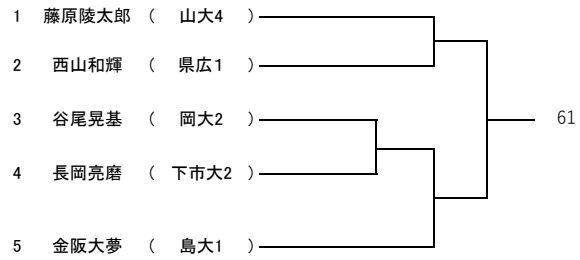 1 藤原陵太郎 ( 山大4 )
2 西山和輝 ( 県広1 )
3 谷尾晃基 ( 岡大2 )
61
4 長岡亮磨 ( 下市大2 )
5 金阪大夢 ( 島大1 )